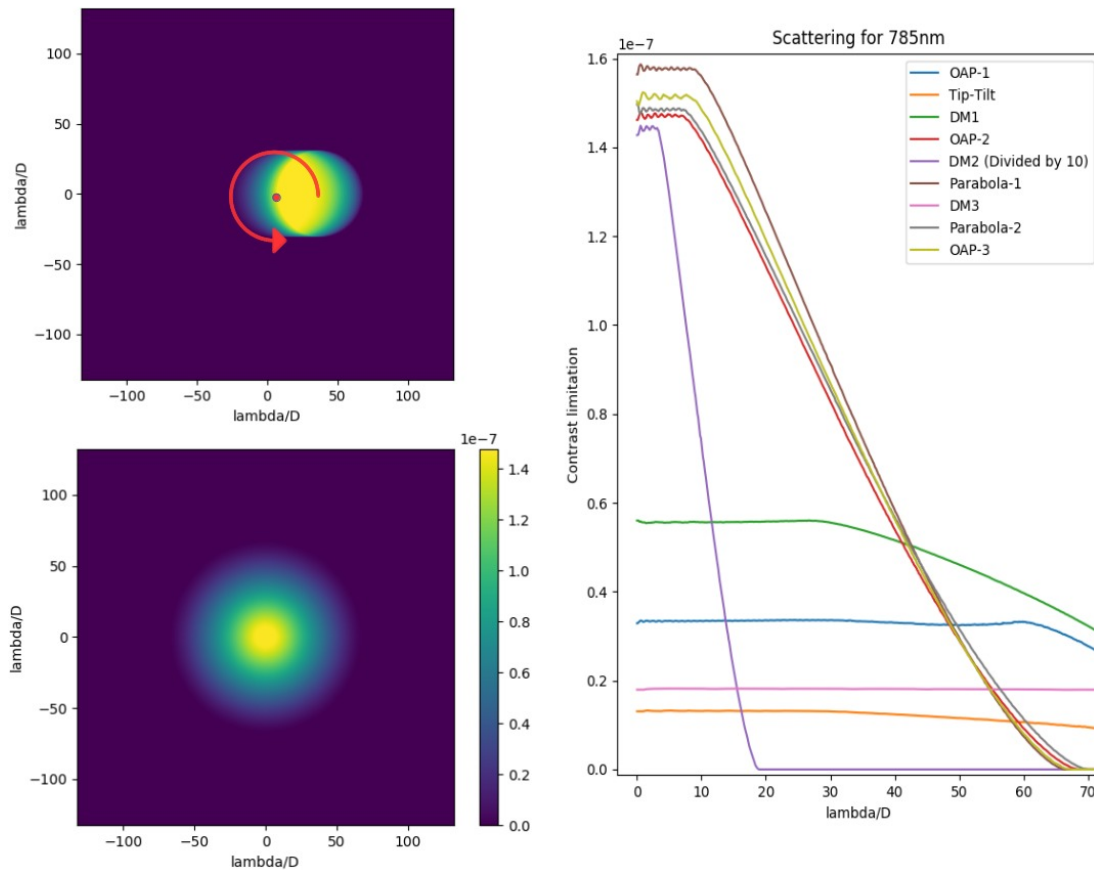 100
50
0
−50
−100
lambda/D
−100
−50
0
50
100
lambda/D
1e−7
100
50
0
−50
−100
lambda/D
−100
−50
0
50
100
lambda/D
1.4
1.2
1.0
0.8
0.6
0.4
0.2
0.0
Scattering for 785nm
1e−7
1.6
1.4
1.2
1.0
0.8
0.6
0.4
0.2
0.0
Contrast limitation
OAP-1
Tip-Tilt
DM1
OAP-2
DM2 (Divided by 10)
Parabola-1
DM3
Parabola-2
OAP-3
0
10
20
30
40
50
60
70
lambda/D